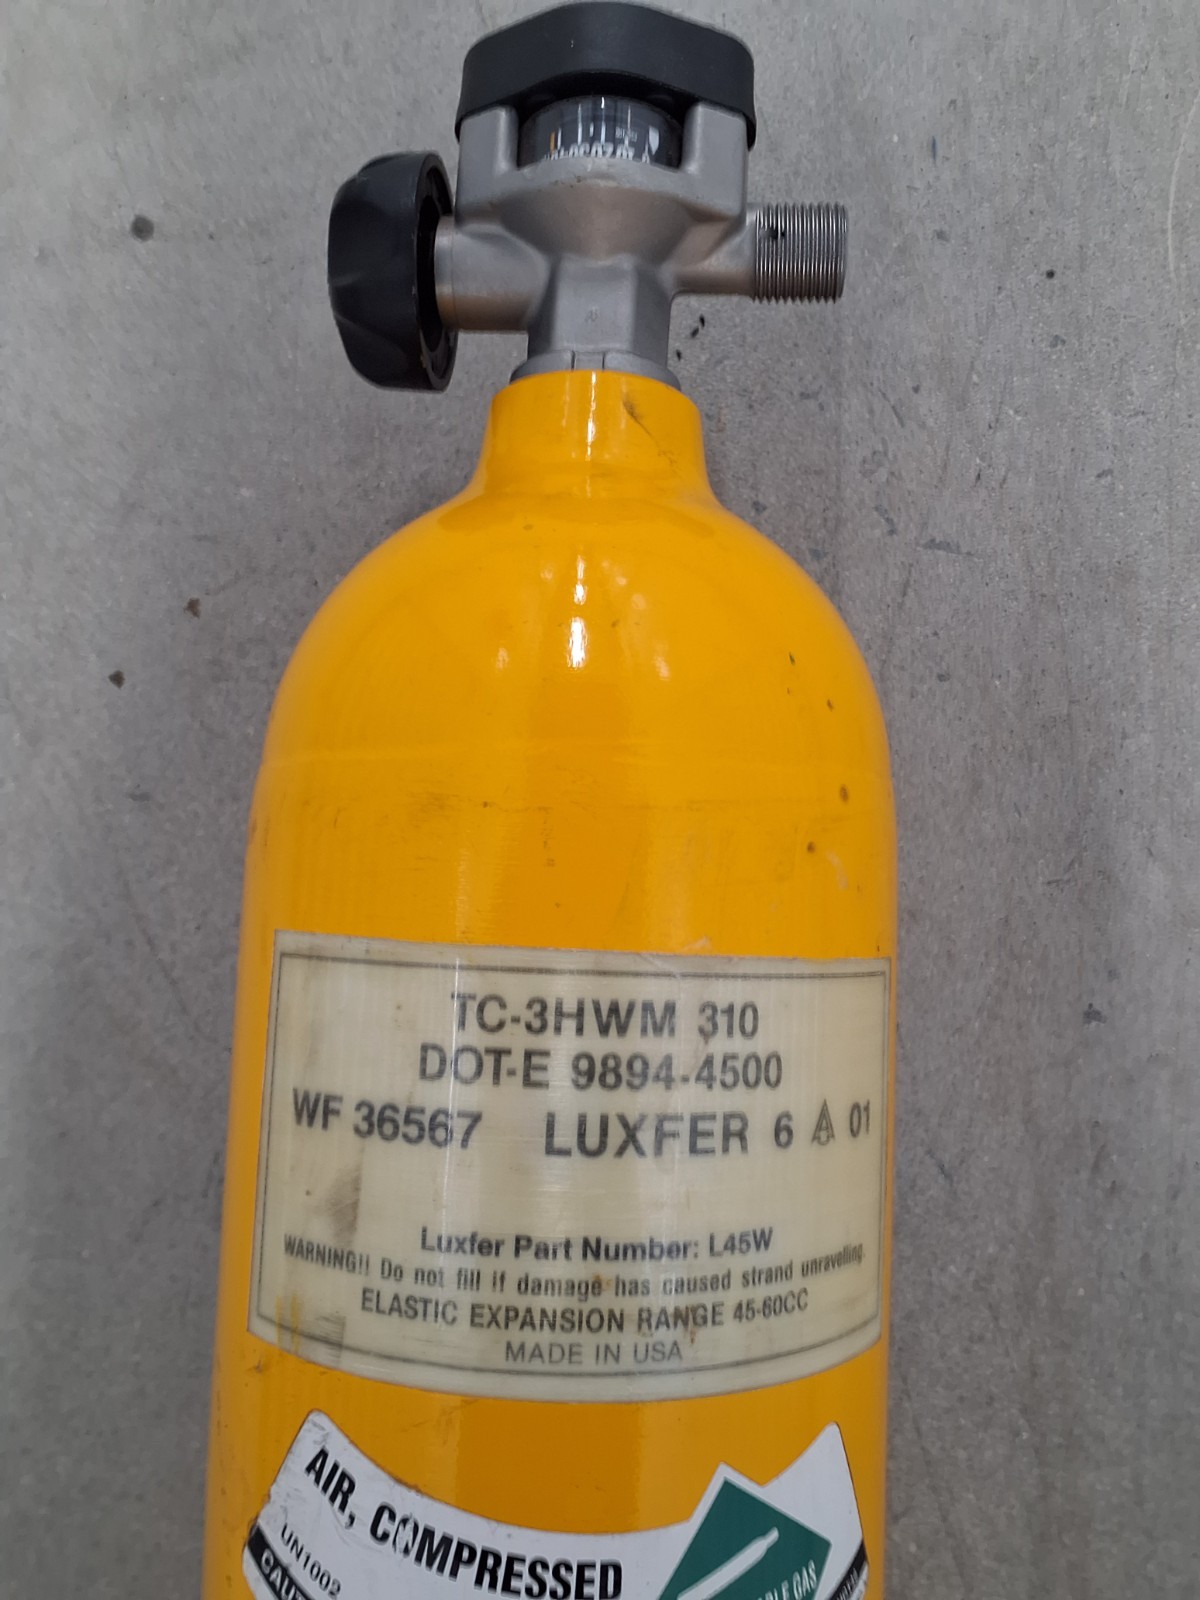 TC-3HWM 310
DOT-E 9894-4500
WF 36567 LUXFER 6 A 01
Luxfer Part Number: L45W
WARNING!! Do not fill if damage has caused strand unravelling.
ELASTIC EXPANSION RANGE 45-60CC
MADE IN USA
AIR, COMPRESSED
UN1002
GAS